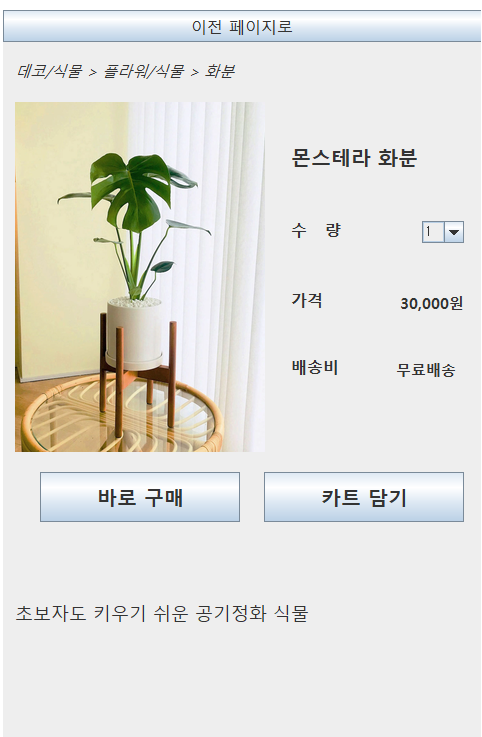 이전 페이지로
데코/식물 > 플라워/식물 > 화분
몬스테라 화분
수 량 1
가격 30,000원
배송비 무료배송
바로 구매 카트 담기
초보자도 키우기 쉬운 공기정화 식물